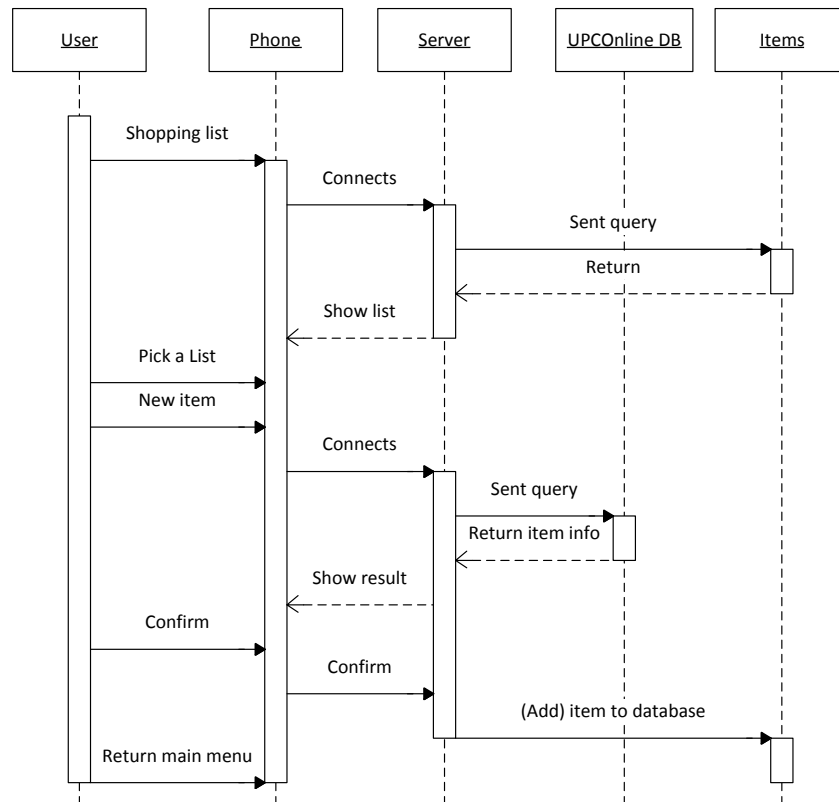 User
Phone
Server
UPCOnline DB
Items
Shopping list
Connects
Sent query
Return
Show list
Pick a List
New item
Connects
Sent query
Return item info
Show result
Confirm
Confirm
(Add) item to database
Return main menu